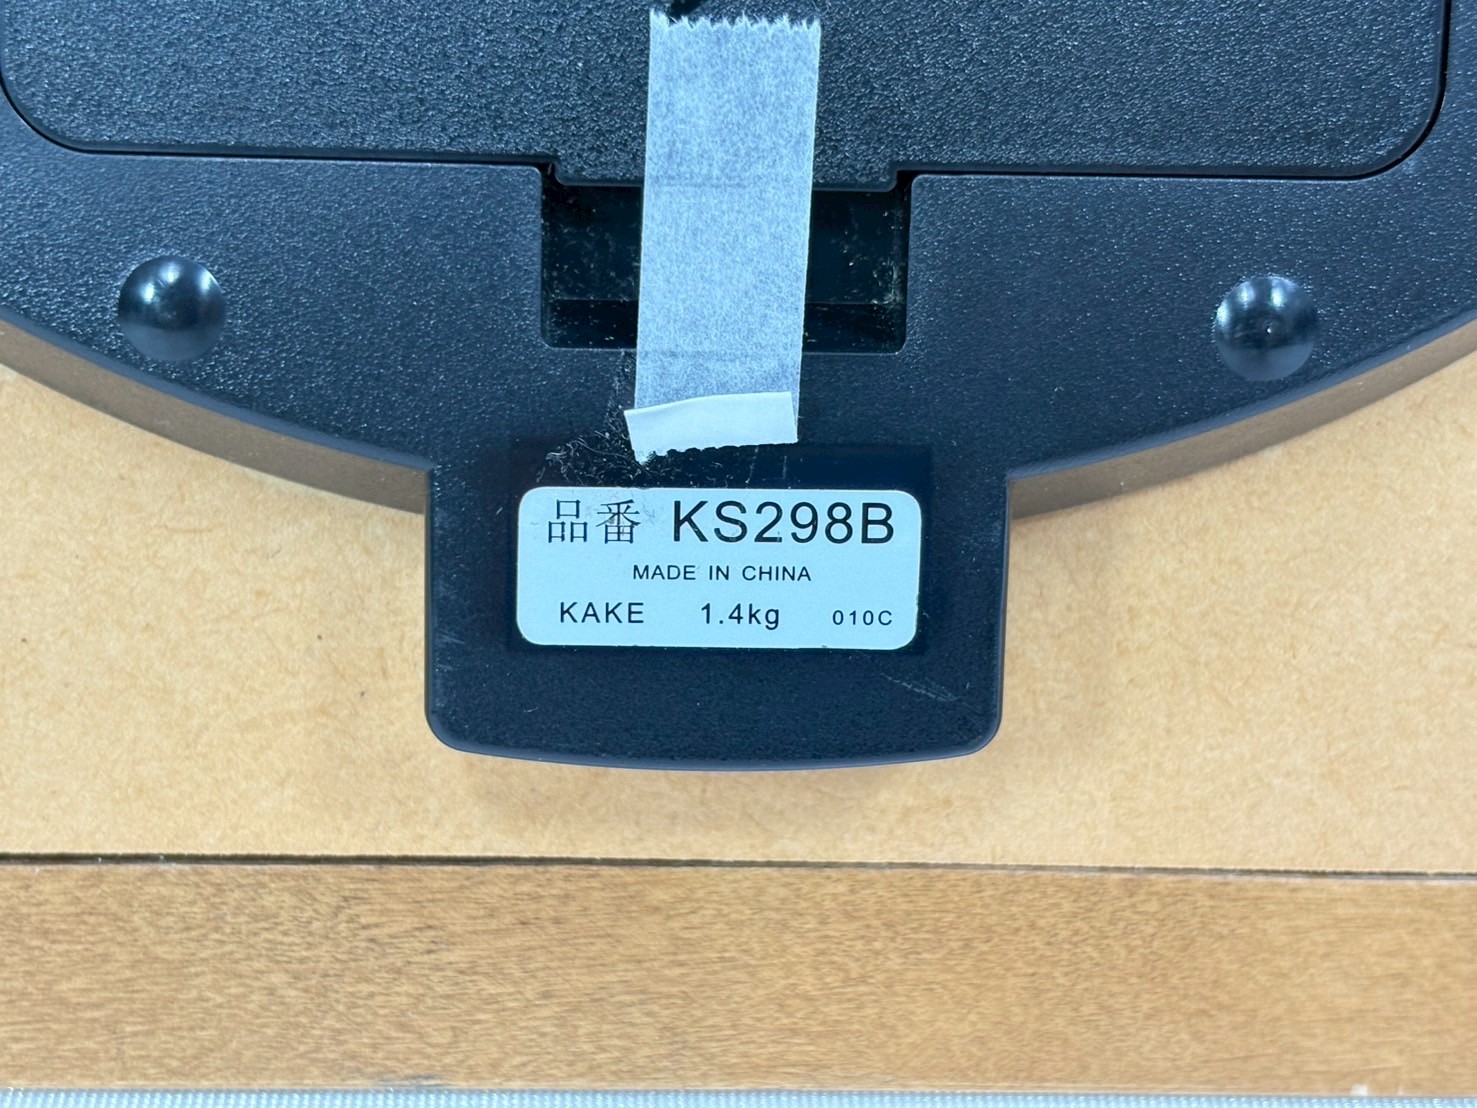 品番 KS298B
MADE IN CHINA
KAKE 1.4kg 010C